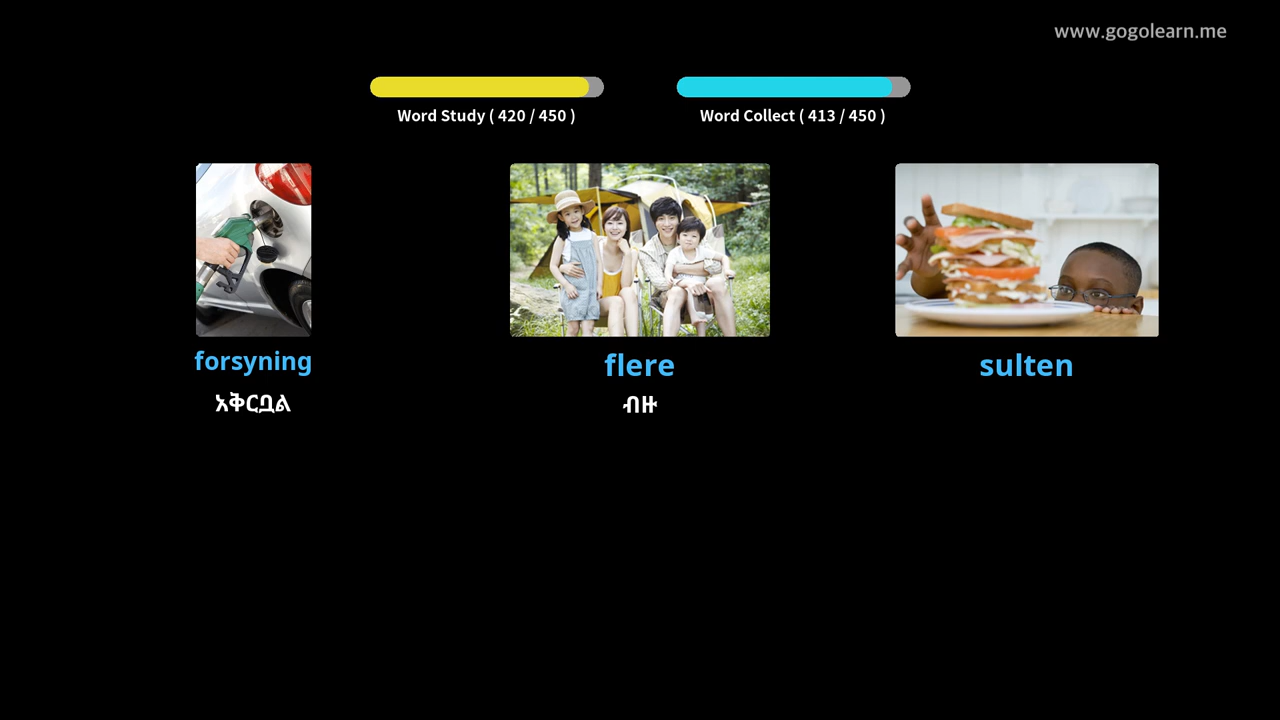 www.gogolearn.me
Word Study ( 420 / 450 )
Word Collect ( 413 / 450 )
forsyning
አቅርቧል
flere
ብዙ
sulten